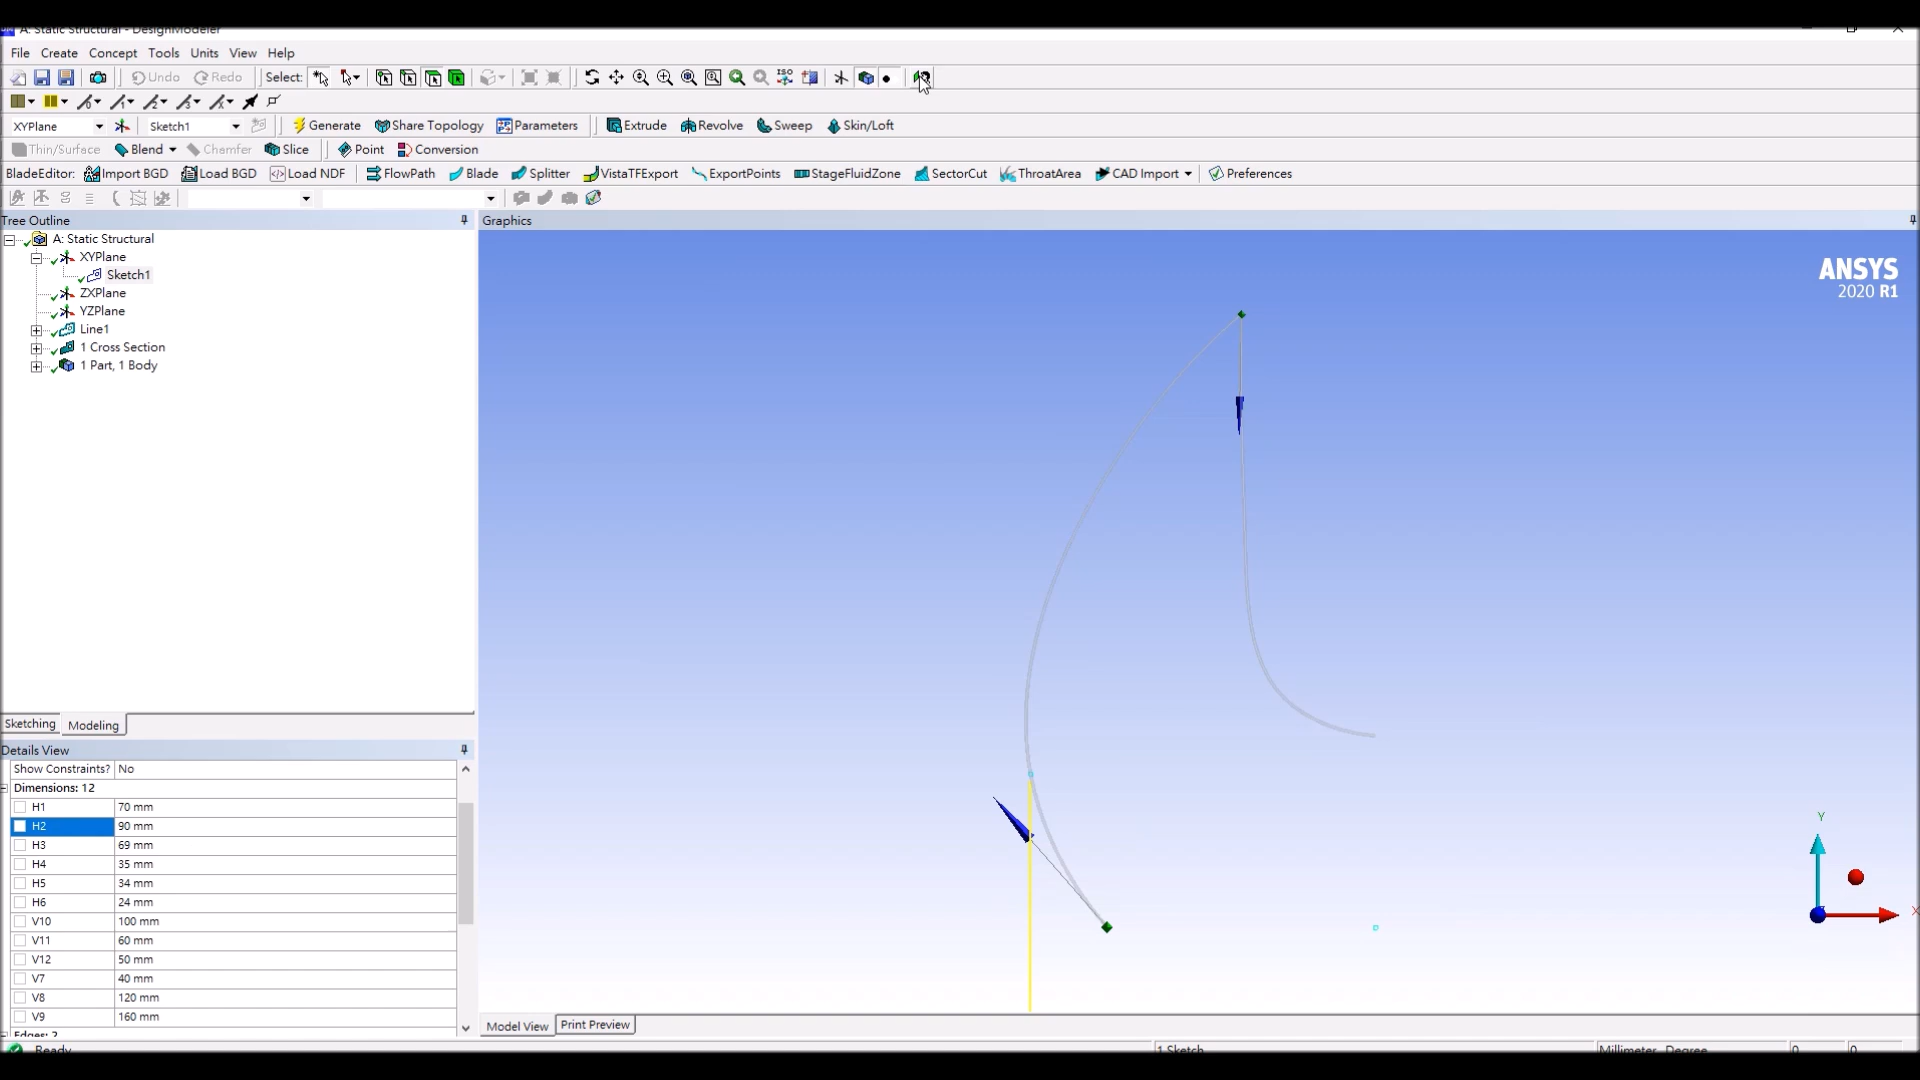 A: Static Structural - DesignModeler
File Create Concept Tools Units View Help
Undo Redo Select: ISO
XYPlane Sketch1 Generate Share Topology Parameters Extrude Revolve Sweep Skin/Loft
Thin/Surface Blend Chamfer Slice Point Conversion
BladeEditor: Import BGD Load BGD Load NDF FlowPath Blade Splitter VistaTFExport ExportPoints StageFluidZone SectorCut ThroatArea CAD Import Preferences
Tree Outline
A: Static Structural
XYPlane
Sketch1
ZXPlane
YZPlane
Line1
1 Cross Section
1 Part, 1 Body
Sketching Modeling
Details View
Show Constraints? No
Dimensions: 12
H1 70 mm
H2 90 mm
H3 69 mm
H4 35 mm
H5 34 mm
H6 24 mm
V10 100 mm
V11 60 mm
V12 50 mm
V7 40 mm
V8 120 mm
V9 160 mm
Edges: 2
Graphics
ANSYS
2020 R1
Y
X
Model View Print Preview
Ready 1 Sketch Millimeter Degree 0 0